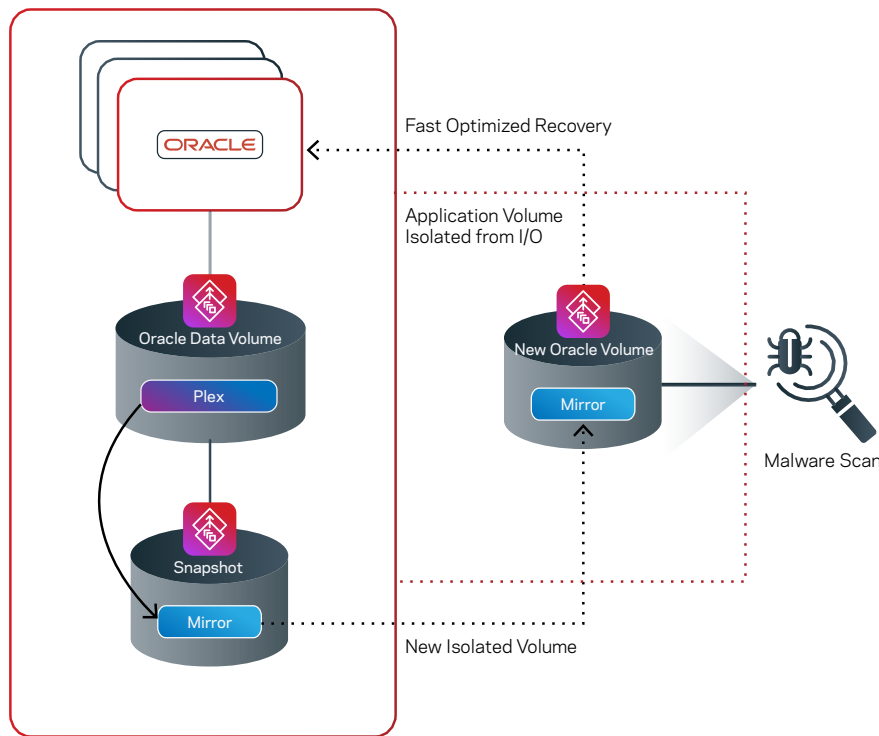 ORACLE
Fast Optimized Recovery
Application Volume
Isolated from I/O
Oracle Data Volume
Plex
New Oracle Volume
Mirror
Malware Scan
Snapshot
Mirror
New Isolated Volume